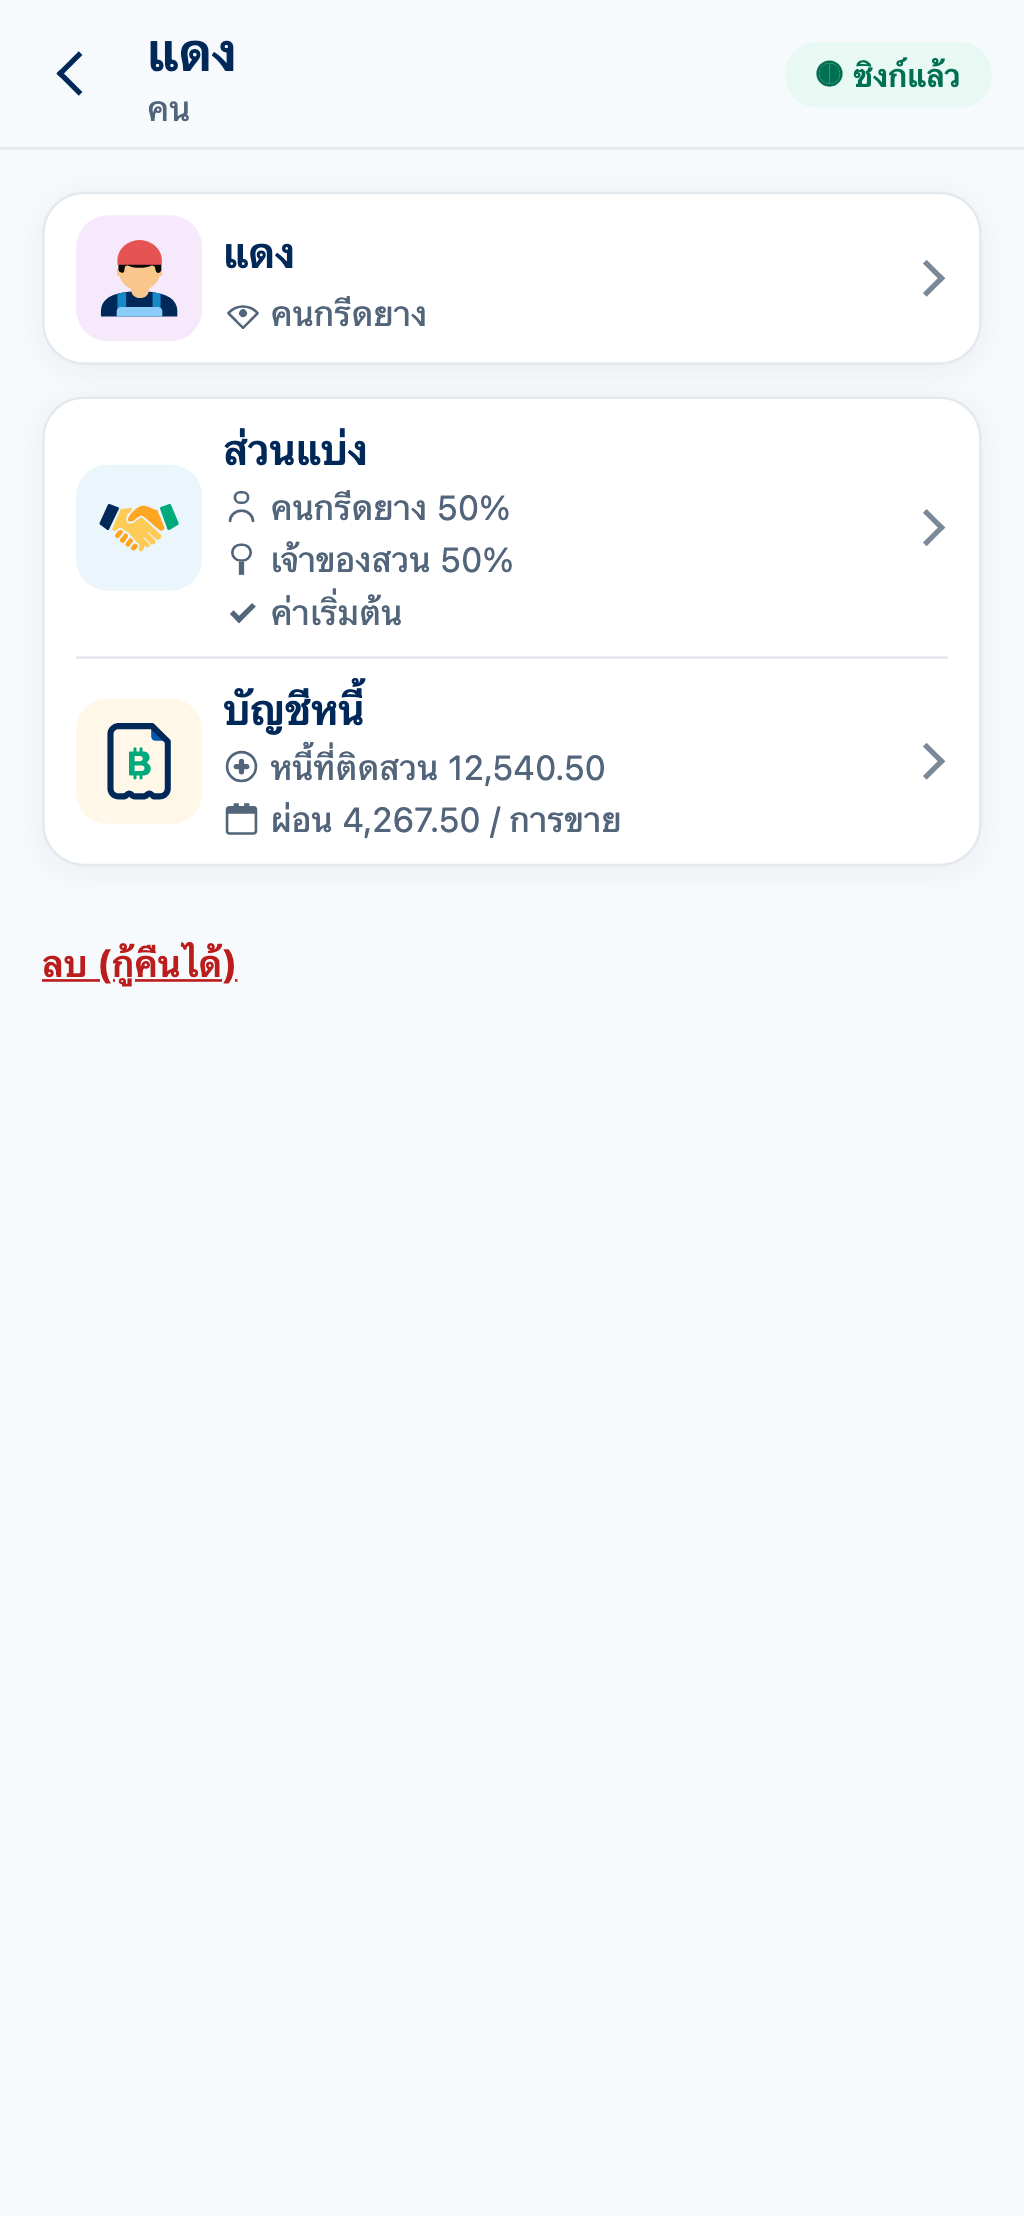 แดง
คน
ซิงก์แล้ว
แดง
คนกรีดยาง
ส่วนแบ่ง
คนกรีดยาง 50%
เจ้าของสวน 50%
ค่าเริ่มต้น
บัญชีหนี้
หนี้ที่ติดสวน 12,540.50
ผ่อน 4,267.50 / การขาย
ลบ (กู้คืนได้)